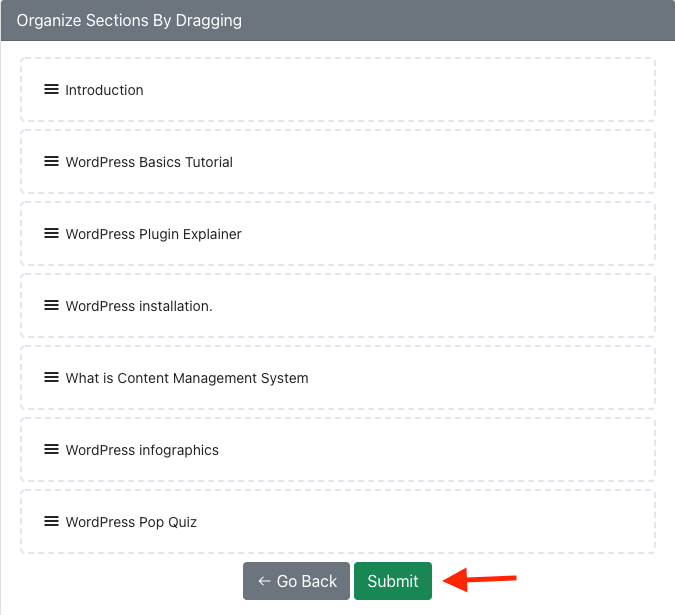 Organize Sections By Dragging
Introduction
WordPress Basics Tutorial
WordPress Plugin Explainer
WordPress installation.
What is Content Management System
WordPress infographics
WordPress Pop Quiz
← Go Back Submit